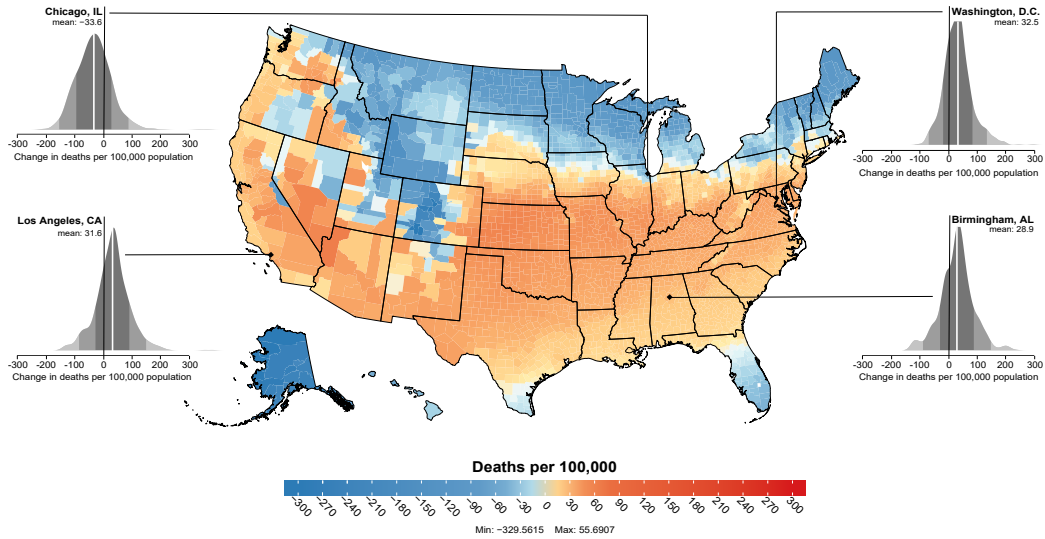 Chicago, IL
mean: −33.6
-300 -200 -100 0 100 200 300
Change in deaths per 100,000 population
Washington, D.C.
mean: 32.5
-300 -200 -100 0 100 200 300
Change in deaths per 100,000 population
Los Angeles, CA
mean: 31.6
-300 -200 -100 0 100 200 300
Change in deaths per 100,000 population
Birmingham, AL
mean: 28.9
-300 -200 -100 0 100 200 300
Change in deaths per 100,000 population
Deaths per 100,000
−300 −270 −240 −210 −180 −150 −120 −90 −60 −30 0 30 60 90 120 150 180 210 240 270 300
Min: −329.5615 Max: 55.6907